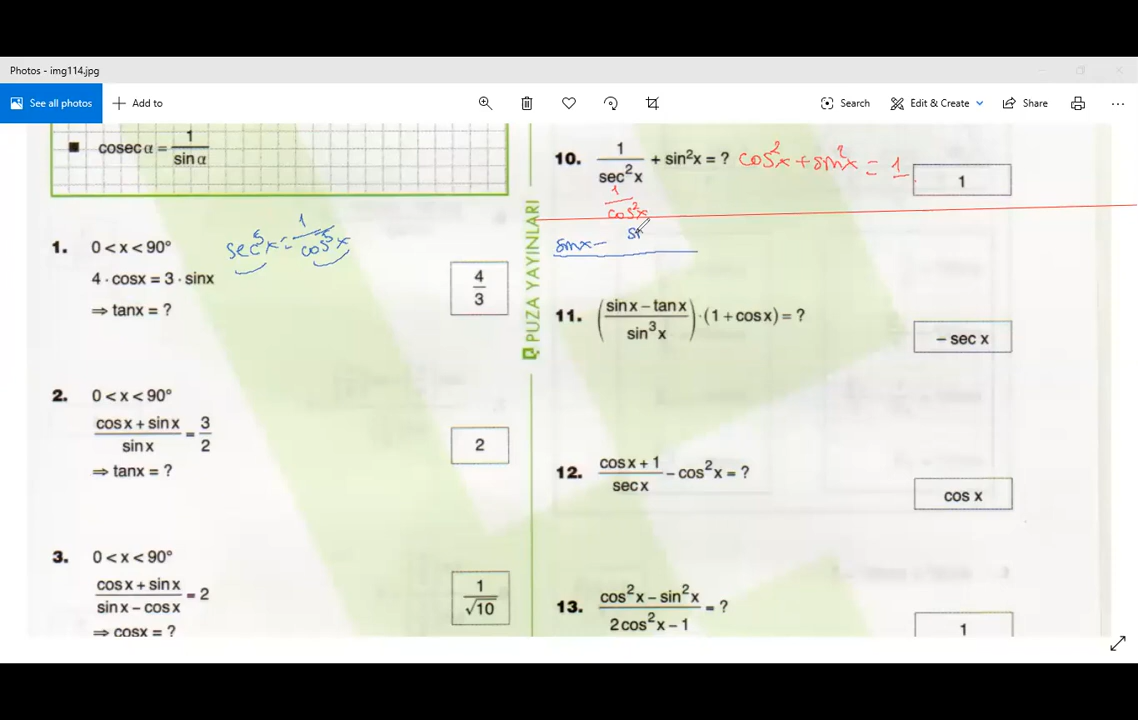 Photos - img114.jpg
See all photos
Add to
Search
Edit & Create
Share
cosec α = 1/sin α
1. 0 < x < 90°
4 · cosx = 3 · sinx
⇒ tanx = ?
4/3
sec⁵x = 1/cos⁵x
2. 0 < x < 90°
(cosx + sinx)/sinx = 3/2
⇒ tanx = ?
2
3. 0 < x < 90°
(cosx + sinx)/(sinx − cosx) = 2
⇒ cosx = ?
1/√10
PUZA YAYINLARI
10. 1/sec²x + sin²x = ? cos²x + sin²x = 1
1
1/cos²x
sinx −
11. ((sinx − tanx)/sin³x) · (1 + cosx) = ?
− sec x
12. (cosx + 1)/secx − cos²x = ?
cos x
13. (cos²x − sin²x)/(2cos²x − 1) = ?
1